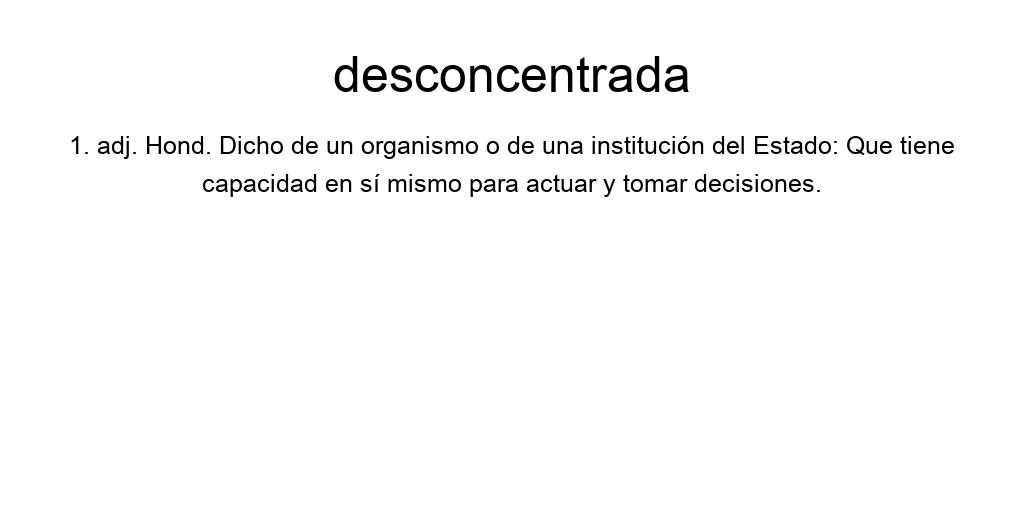 desconcentrada
1. adj. Hond. Dicho de un organismo o de una institución del Estado: Que tiene
capacidad en sí mismo para actuar y tomar decisiones.